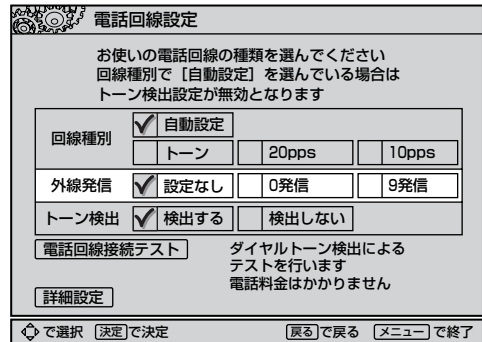 電話回線設定
お使いの電話回線の種類を選んでください
回線種別で［自動設定］を選んでいる場合は
トーン検出設定が無効となります
回線種別
自動設定
トーン 20pps 10pps
外線発信 設定なし 0発信 9発信
トーン検出 検出する 検出しない
電話回線接続テスト
ダイヤルトーン検出による
テストを行います
電話料金はかかりません
詳細設定
で選択 決定で決定 戻るで戻る メニューで終了